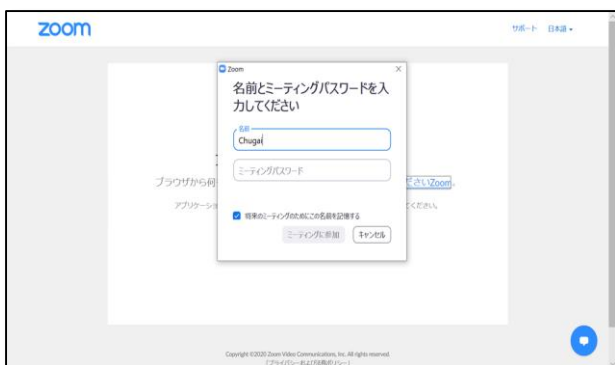 zoom
サポート 日本語
Zoom
名前とミーティングパスワードを入
力してください
名前
Chugai
ミーティングパスワード
ブラウザから何
ださいZoom.
アプリケーショ
てください。
将来のミーティングのためにこの名前を記憶する
ミーティングに参加 キャンセル
Copyright ©2020 Zoom Video Communications, Inc. All rights reserved.